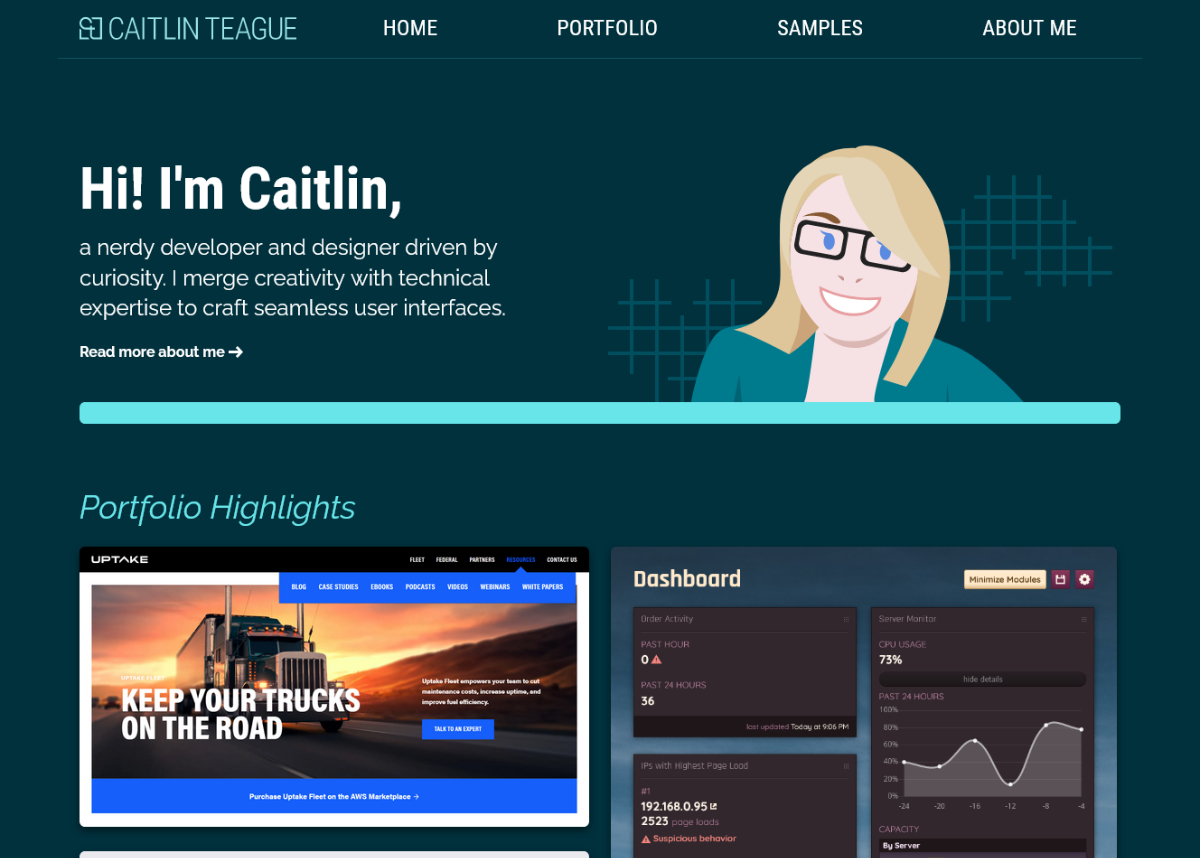 CAITLIN TEAGUE
HOME
PORTFOLIO
SAMPLES
ABOUT ME
Hi! I'm Caitlin,
a nerdy developer and designer driven by
curiosity. I merge creativity with technical
expertise to craft seamless user interfaces.
Read more about me →
Portfolio Highlights
UPTAKE
FLEET
FEDERAL
PARTNERS
RESOURCES
CONTACT US
BLOG
CASE STUDIES
EBOOKS
PODCASTS
VIDEOS
WEBINARS
WHITE PAPERS
UPTAKE FLEET
KEEP YOUR TRUCKS
ON THE ROAD
Uptake Fleet empowers your team to cut
maintenance costs, increase uptime, and
improve fuel efficiency.
TALK TO AN EXPERT
Purchase Uptake Fleet on the AWS Marketplace →
Dashboard
Minimize Modules
Order Activity
PAST HOUR
0
PAST 24 HOURS
36
last updated Today at 9:06 PM
IPs with Highest Page Load
#1
192.168.0.95
2523 page loads
Suspicious behavior
Server Monitor
CPU USAGE
73%
hide details
PAST 24 HOURS
100%
80%
60%
40%
20%
0%
-24 -20 -16 -12 -8 -4
CAPACITY
By Server